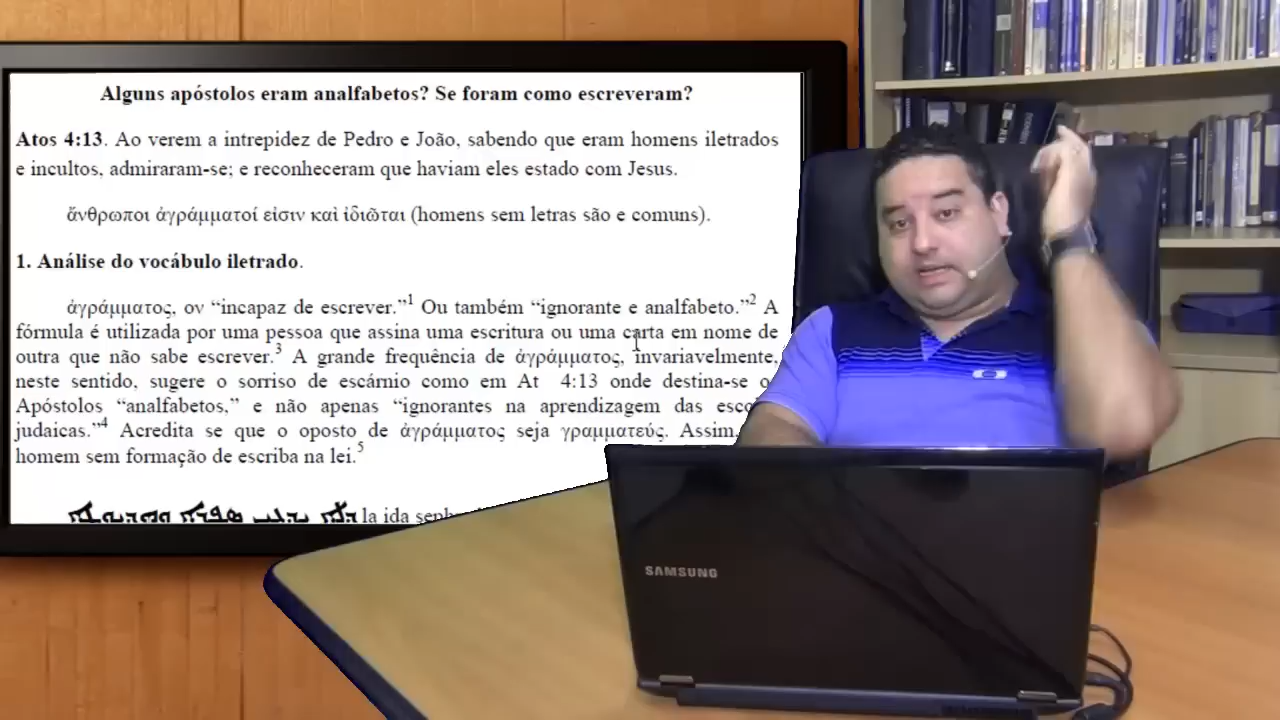 Alguns apóstolos eram analfabetos? Se foram como escreveram?
Atos 4:13. Ao verem a intrepidez de Pedro e João, sabendo que eram homens iletrados
e incultos, admiraram-se; e reconheceram que haviam eles estado com Jesus.
ἄνθρωποι ἀγράμματοί εἰσιν καὶ ἰδιῶται (homens sem letras são e comuns).
1. Análise do vocábulo iletrado.
ἀγράμματος, ον “incapaz de escrever.”1 Ou também “ignorante e analfabeto.”2 A
fórmula é utilizada por uma pessoa que assina uma escritura ou uma carta em nome de
outra que não sabe escrever.3 A grande frequência de ἀγράμματος, invariavelmente,
neste sentido, sugere o sorriso de escárnio como em At 4:13 onde destina-se
Apóstolos “analfabetos,” e não apenas “ignorantes na aprendizagem das
judaicas.”4 Acredita se que o oposto de ἀγράμματος seja γραμματεύς. Assim,
homem sem formação de escriba na lei.5
la ida
SAMSUNG